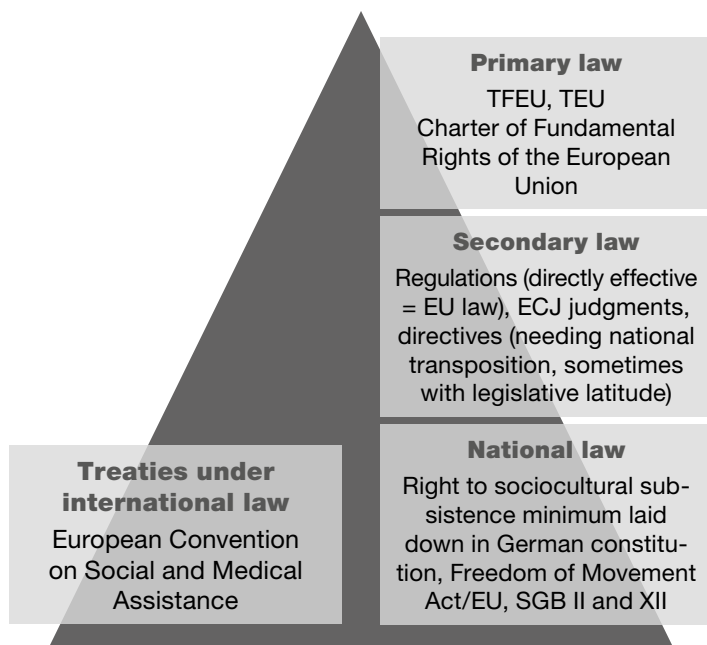 Primary law
TFEU, TEU
Charter of Fundamental
Rights of the European
Union
Secondary law
Regulations (directly effective
= EU law), ECJ judgments,
directives (needing national
transposition, sometimes
with legislative latitude)
Treaties under
international law
European Convention
on Social and Medical
Assistance
National law
Right to sociocultural sub-
sistence minimum laid
down in German constitu-
tion, Freedom of Movement
Act/EU, SGB II and XII